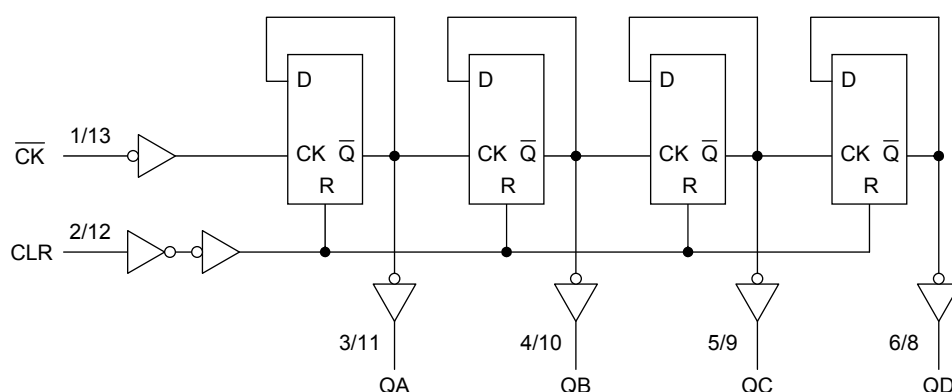 D D D D
C̅K̅ 1/13 CK Q̅ CK Q̅ CK Q̅ CK Q̅
R R R R
CLR 2/12
3/11 4/10 5/9 6/8
QA QB QC QD